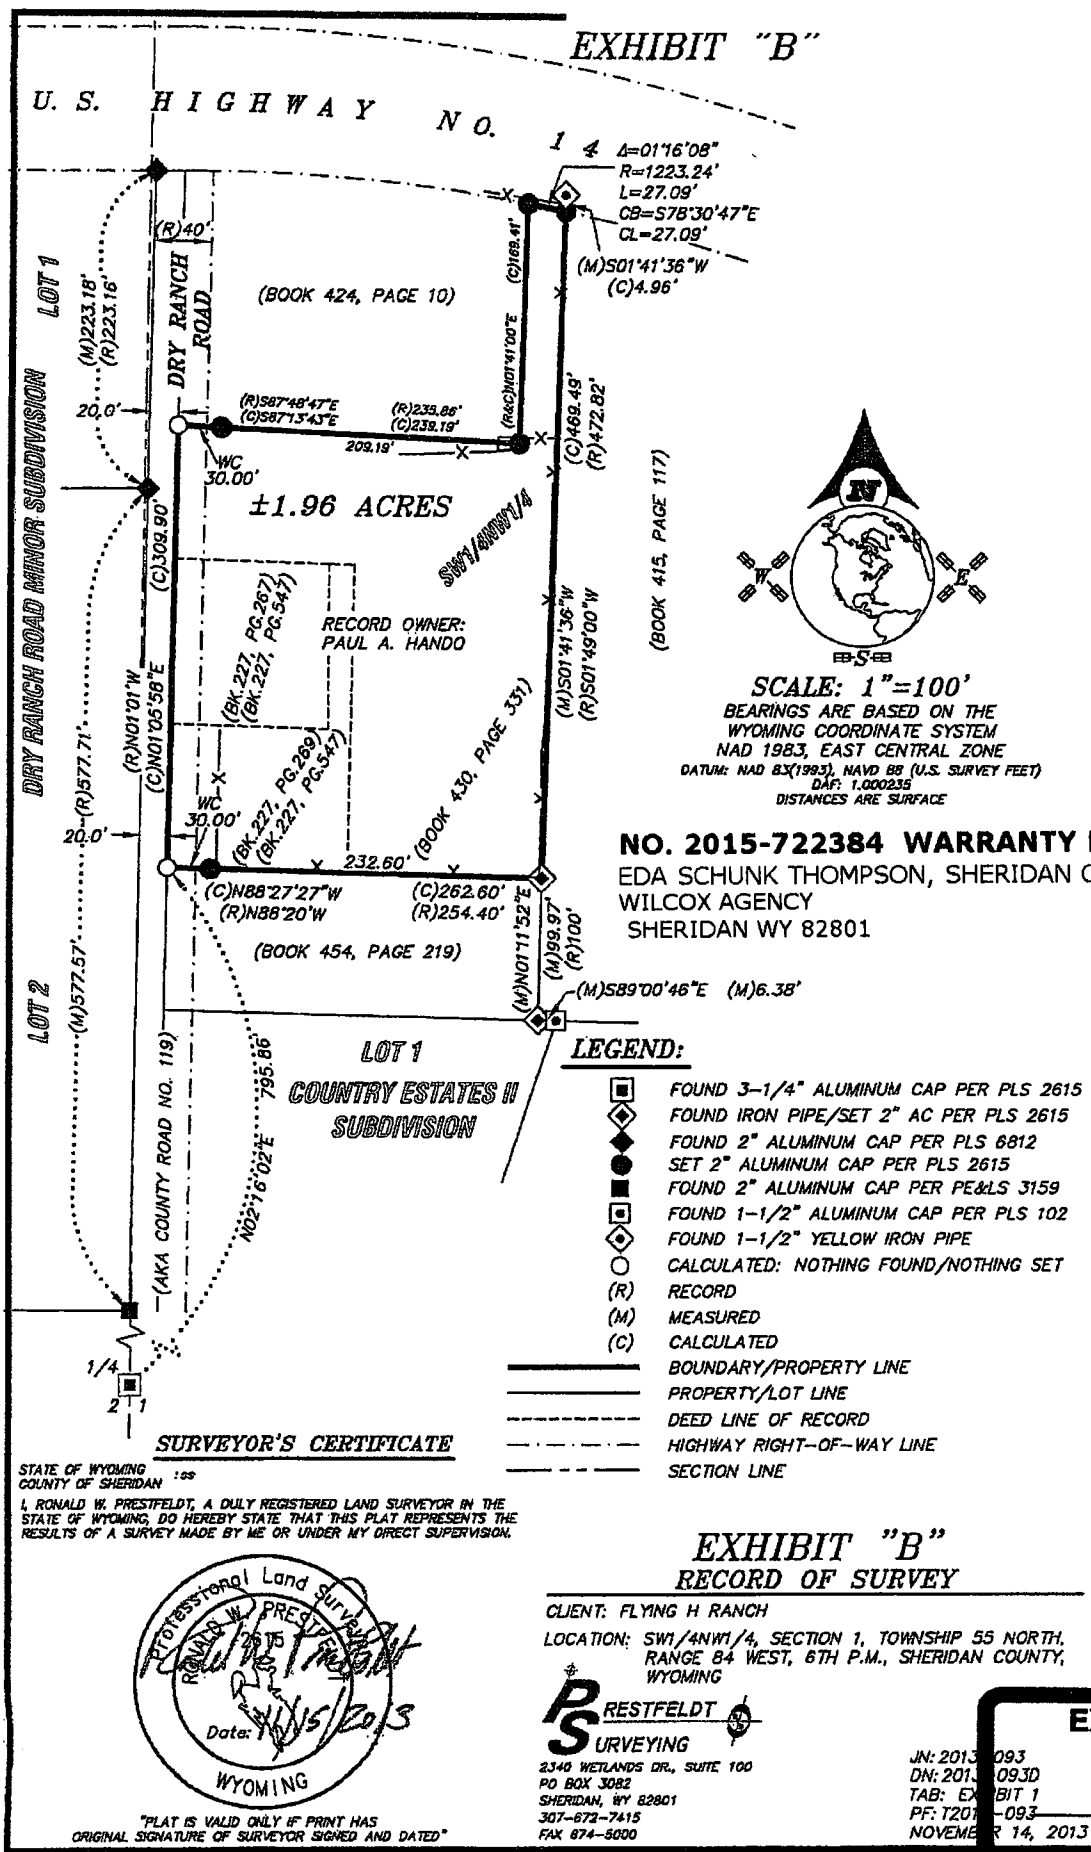 EXHIBIT "B"
U. S. HIGHWAY NO. 14
Δ=01°16'08"
R=1223.24'
L=27.09'
CB=S78°30'47"E
CL=27.09'
(M)S01°41'36"W
(C)4.96'
(R)40'
DRY RANCH
ROAD
LOT 1
(M)223.18'
(R)223.16'
(BOOK 424, PAGE 10)
(C)169.41'
(R&C)N01°41'00"E
20.0'
(R)S87°48'47"E
(C)S87°13'43"E
(R)235.86'
(C)239.19'
209.19'
WC
30.00'
(C)469.49'
(R)472.82'
±1.96 ACRES
SW1/4NW1/4
(BOOK 415, PAGE 117)
DRY RANCH ROAD MINOR SUBDIVISION
(C)309.90'
(R)N01°01'W
(C)N01°05'58"E
(BK.227, PG.267)
(BK.227, PG.547)
RECORD OWNER:
PAUL A. HANDO
(M)S01°41'36"W
(R)S01°49'00"W
N
W
E
S
SCALE: 1"=100'
BEARINGS ARE BASED ON THE
WYOMING COORDINATE SYSTEM
NAD 1983, EAST CENTRAL ZONE
DATUM: NAD 83(1993), NAVD 88 (U.S. SURVEY FEET)
DAF: 1.000235
DISTANCES ARE SURFACE
(R)577.71'
(BK.227, PG.269)
(BK.227, PG.547)
(BOOK 430, PAGE 331)
WC
30.00'
20.0'
232.60'
(C)N88°27'27"W
(R)N88°20'W
(C)262.60'
(R)254.40'
NO. 2015-722384 WARRANTY
EDA SCHUNK THOMPSON, SHERIDAN
WILCOX AGENCY
SHERIDAN WY 82801
(BOOK 454, PAGE 219)
(M)N01°11'52"E
(M)99.97'
(R)100'
(M)S89°00'46"E (M)6.38'
LOT 2
(M)577.57'
(AKA COUNTY ROAD NO. 119)
N02°16'02"E 795.86'
LOT 1
COUNTRY ESTATES II
SUBDIVISION
1/4
2 1
LEGEND:
FOUND 3-1/4" ALUMINUM CAP PER PLS 2615
FOUND IRON PIPE/SET 2" AC PER PLS 2615
FOUND 2" ALUMINUM CAP PER PLS 6812
SET 2" ALUMINUM CAP PER PLS 2615
FOUND 2" ALUMINUM CAP PER PE&LS 3159
FOUND 1-1/2" ALUMINUM CAP PER PLS 102
FOUND 1-1/2" YELLOW IRON PIPE
CALCULATED: NOTHING FOUND/NOTHING SET
(R) RECORD
(M) MEASURED
(C) CALCULATED
BOUNDARY/PROPERTY LINE
PROPERTY/LOT LINE
DEED LINE OF RECORD
HIGHWAY RIGHT-OF-WAY LINE
SECTION LINE
SURVEYOR'S CERTIFICATE
STATE OF WYOMING
COUNTY OF SHERIDAN :ss
I, RONALD W. PRESTFELDT, A DULY REGISTERED LAND SURVEYOR IN THE
STATE OF WYOMING, DO HEREBY STATE THAT THIS PLAT REPRESENTS THE
RESULTS OF A SURVEY MADE BY ME OR UNDER MY DIRECT SUPERVISION.
Professional Land Surveyor
RONALD W. PRESTFELDT
2615
Date: 11/15/2013
WYOMING
"PLAT IS VALID ONLY IF PRINT HAS
ORIGINAL SIGNATURE OF SURVEYOR SIGNED AND DATED"
EXHIBIT "B"
RECORD OF SURVEY
CLIENT: FLYING H RANCH
LOCATION: SW1/4NW1/4, SECTION 1, TOWNSHIP 55 NORTH,
RANGE 84 WEST, 6TH P.M., SHERIDAN COUNTY,
WYOMING
PRESTFELDT
SURVEYING
2340 WETLANDS DR., SUITE 100
PO BOX 3082
SHERIDAN, WY 82801
307-672-7415
FAX 674-5000
JN: 2013 093
DN: 2013 093D
TAB: EXHIBIT 1
PF: T201 -093
NOVEMBER 14, 2013